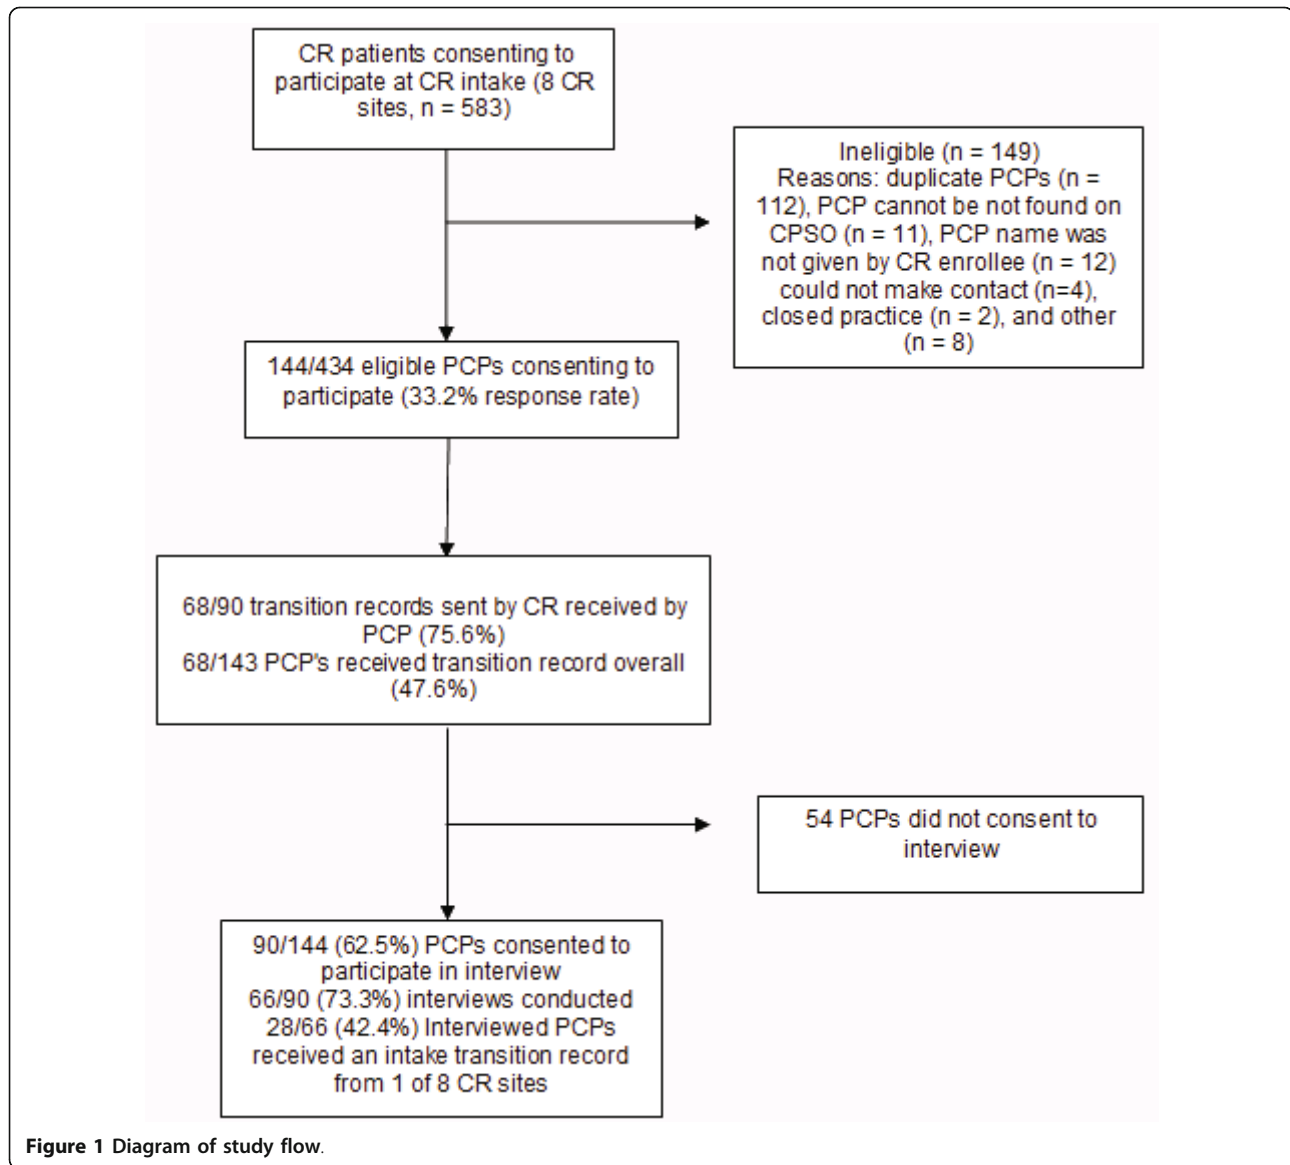 CR patients consenting to
participate at CR intake (8 CR
sites, n = 583)
Ineligible (n = 149)
Reasons: duplicate PCPs (n =
112), PCP cannot be not found on
CPSO (n = 11), PCP name was
not given by CR enrollee (n = 12)
could not make contact (n=4),
closed practice (n = 2), and other
(n = 8)
144/434 eligible PCPs consenting to
participate (33.2% response rate)
68/90 transition records sent by CR received by
PCP (75.6%)
68/143 PCP's received transition record overall
(47.6%)
54 PCPs did not consent to
interview
90/144 (62.5%) PCPs consented to
participate in interview
66/90 (73.3%) interviews conducted
28/66 (42.4%) Interviewed PCPs
received an intake transition record
from 1 of 8 CR sites
Figure 1 Diagram of study flow.